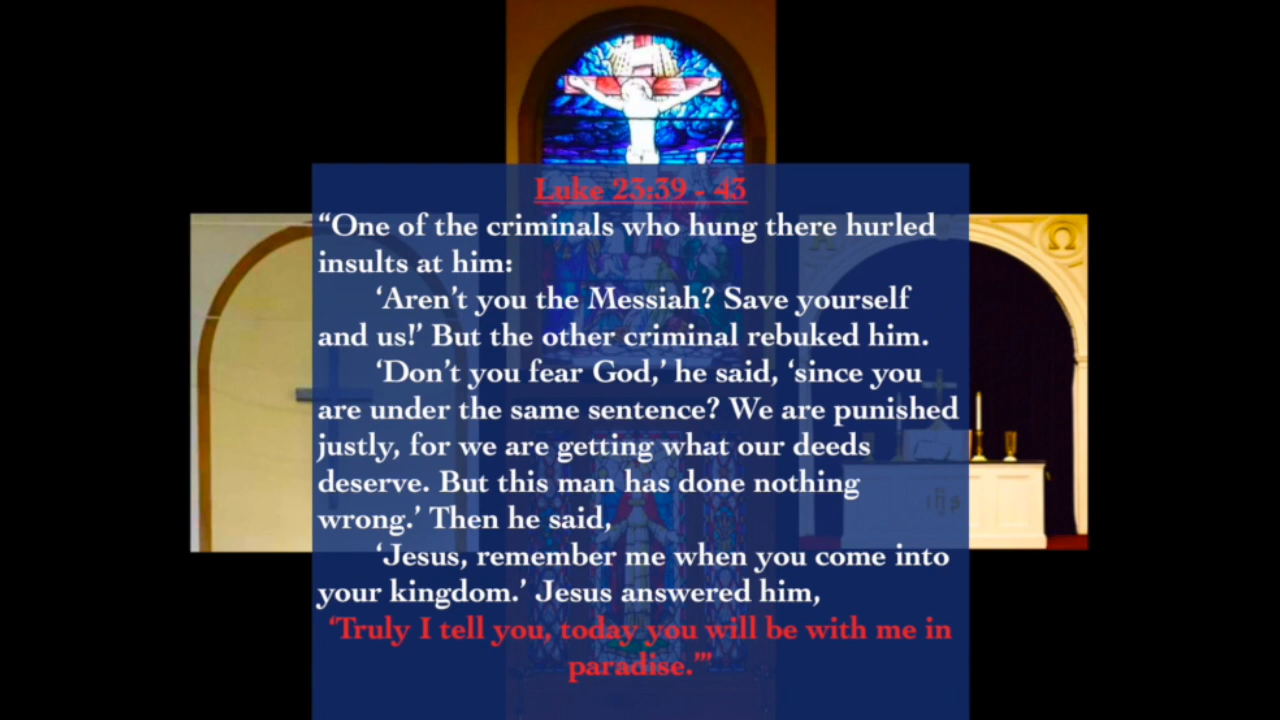 Luke 23:39 - 43
“One of the criminals who hung there hurled
insults at him:
‘Aren’t you the Messiah? Save yourself
and us!’ But the other criminal rebuked him.
‘Don’t you fear God,’ he said, ‘since you
are under the same sentence? We are punished
justly, for we are getting what our deeds
deserve. But this man has done nothing
wrong.’ Then he said,
‘Jesus, remember me when you come into
your kingdom.’ Jesus answered him,
‘Truly I tell you, today you will be with me in
paradise.’”
Ω
ihs